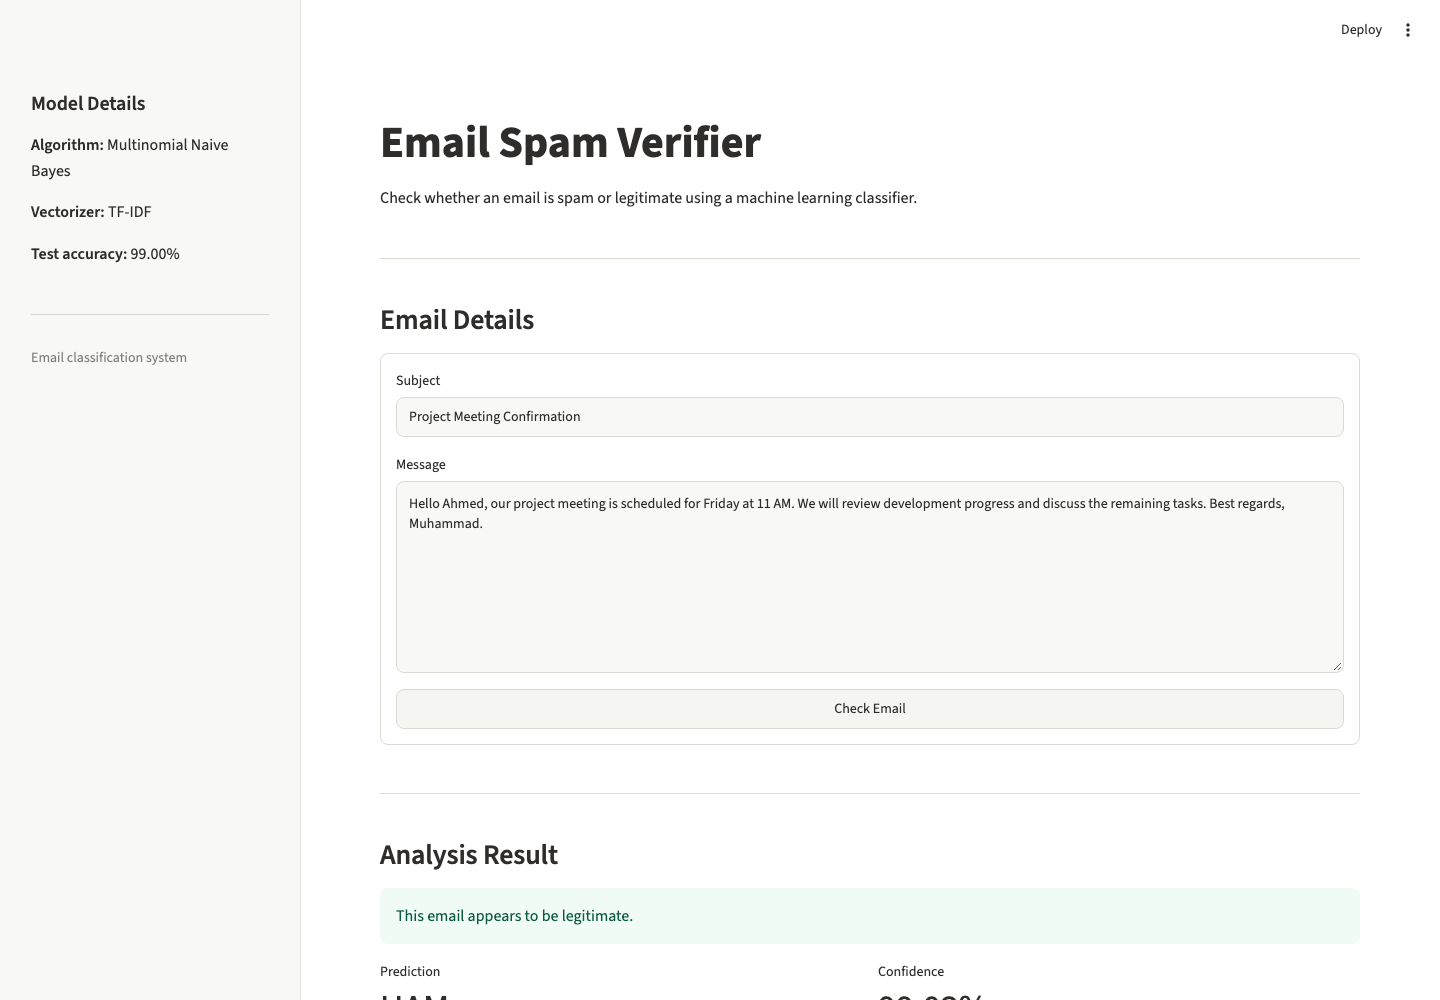 Deploy
Model Details
Algorithm: Multinomial Naive
Bayes
Vectorizer: TF-IDF
Test accuracy: 99.00%
Email classification system
Email Spam Verifier
Check whether an email is spam or legitimate using a machine learning classifier.
Email Details
Subject
Project Meeting Confirmation
Message
Hello Ahmed, our project meeting is scheduled for Friday at 11 AM. We will review development progress and discuss the remaining tasks. Best regards,
Muhammad.
Check Email
Analysis Result
This email appears to be legitimate.
Prediction
Confidence
HAM